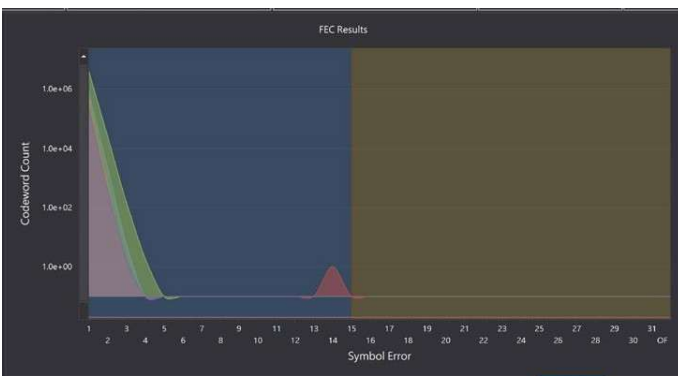 FEC Results
1.0e+06
1.0e+04
1.0e+02
1.0e+00
Codeword Count
1 3 5 7 9 11 13 15 17 19 21 23 25 27 29 31
2 4 6 8 10 12 14 16 18 20 22 24 26 28 30 OF
Symbol Error